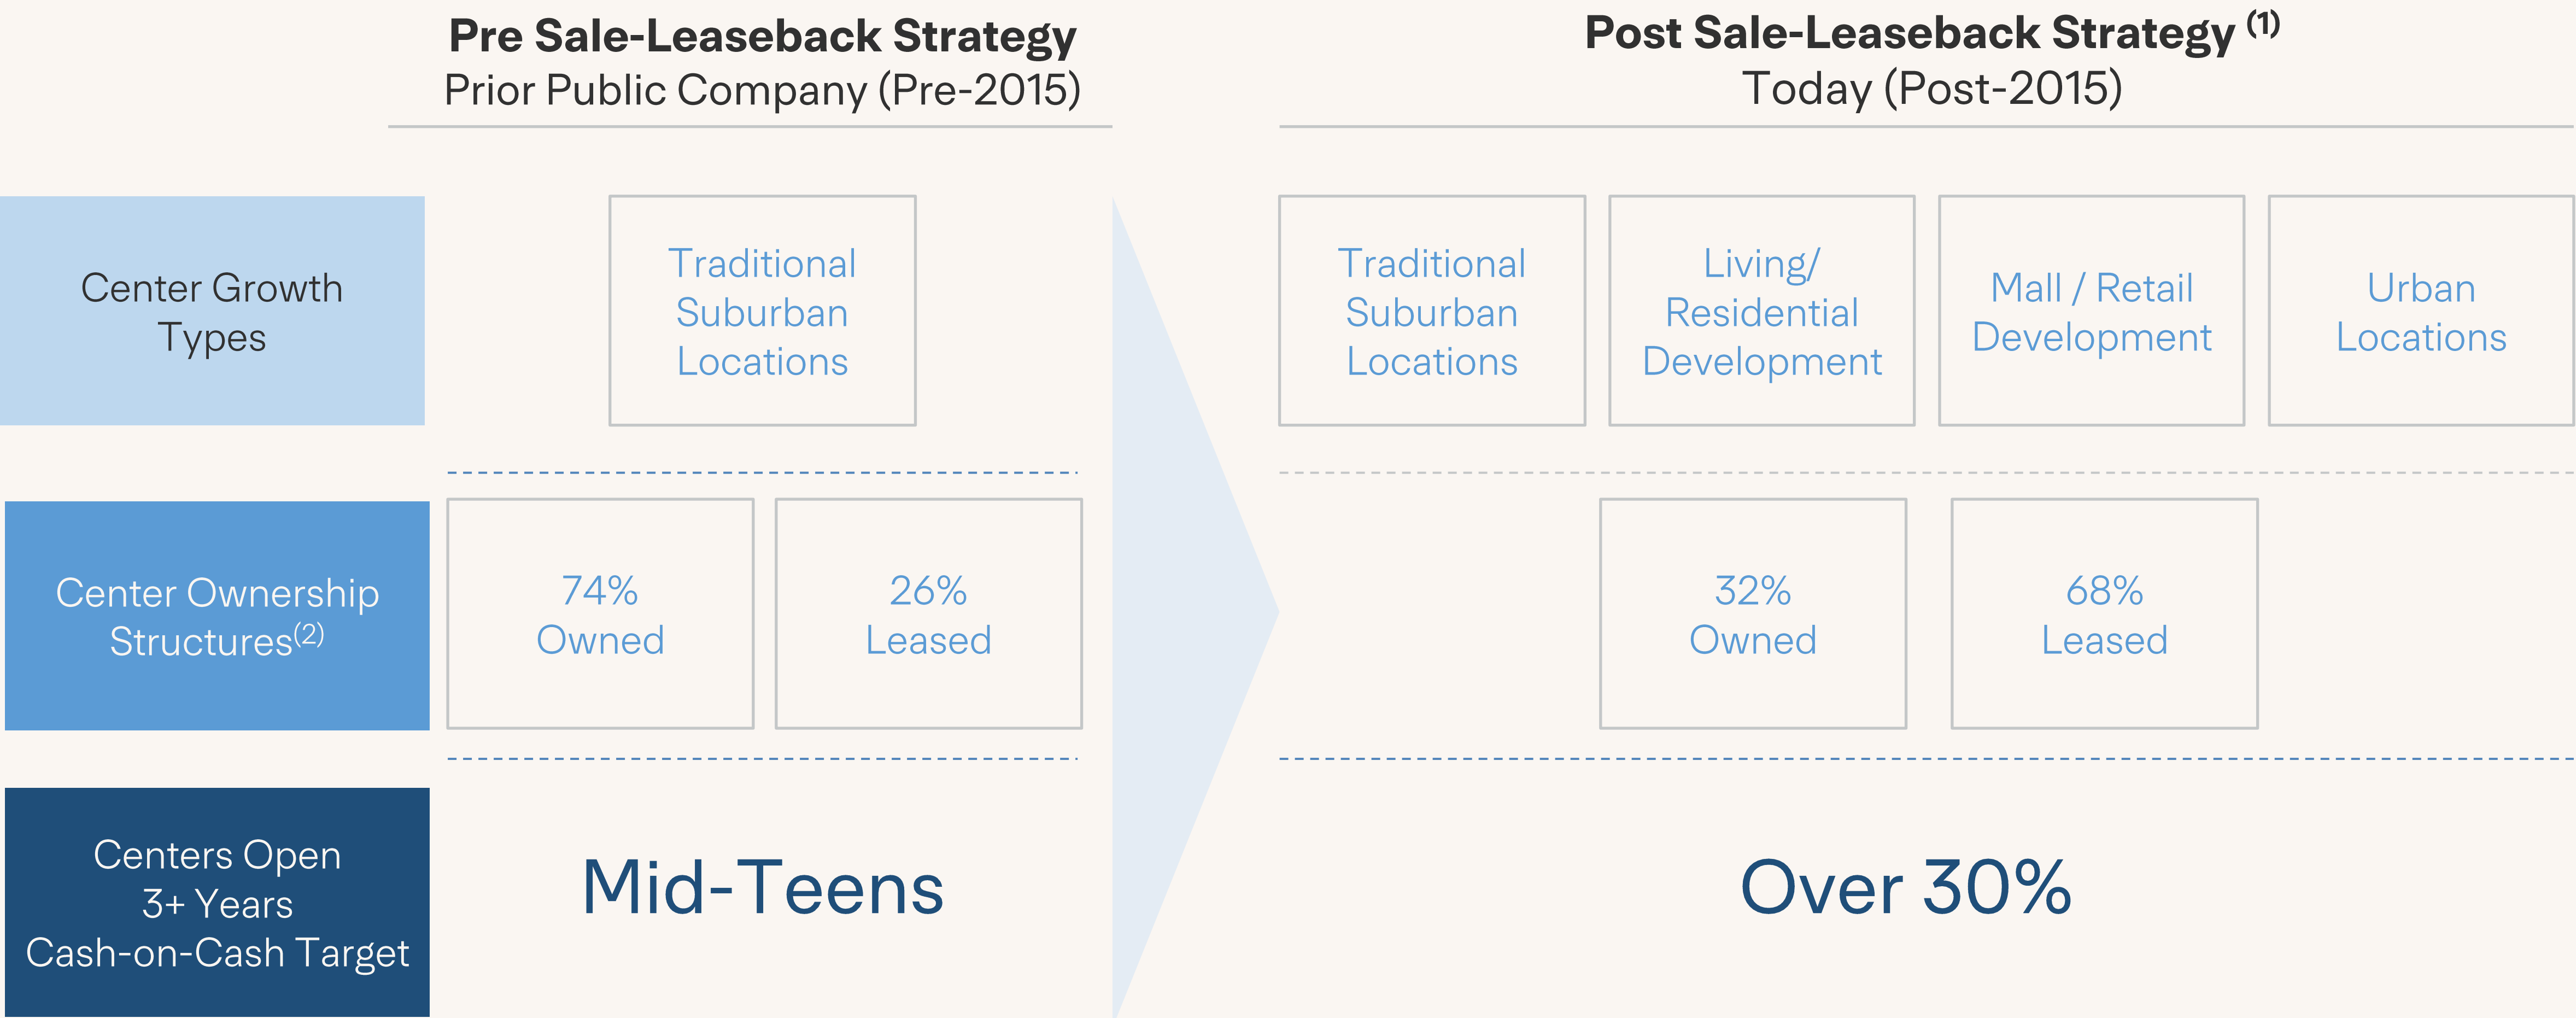 Pre Sale-Leaseback Strategy
Prior Public Company (Pre-2015)
Post Sale-Leaseback Strategy (1)
Today (Post-2015)
Center Growth
Types
Traditional
Suburban
Locations
Traditional
Suburban
Locations
Living/
Residential
Development
Mall / Retail
Development
Urban
Locations
Center Ownership
Structures(2)
74%
Owned
26%
Leased
32%
Owned
68%
Leased
Centers Open
3+ Years
Cash-on-Cash Target
Mid-Teens
Over 30%